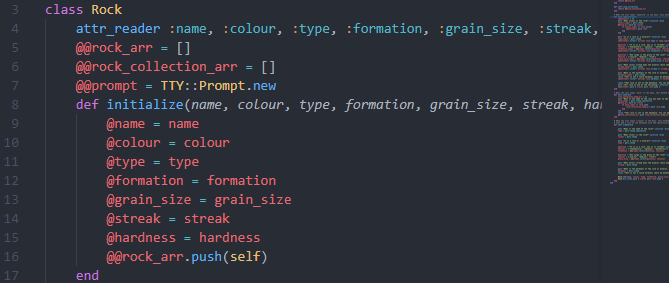 3 class Rock
4 attr_reader :name, :colour, :type, :formation, :grain_size, :streak,
5 @@rock_arr = []
6 @@rock_collection_arr = []
7 @@prompt = TTY::Prompt.new
8 def initialize(name, colour, type, formation, grain_size, streak, har
9 @name = name
10 @colour = colour
11 @type = type
12 @formation = formation
13 @grain_size = grain_size
14 @streak = streak
15 @hardness = hardness
16 @@rock_arr.push(self)
17 end